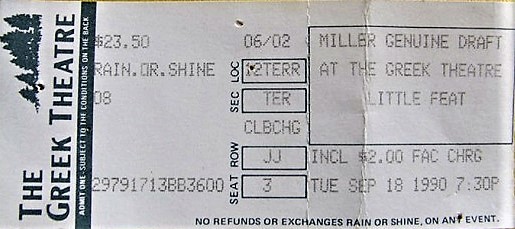 THE
GREEK THEATRE
ADMIT ONE - SUBJECT TO THE CONDITIONS ON THE BACK
$23.50 06/02 MILLER GENUINE DRAFT
RAIN.OR.SHINE LOC 12TERR AT THE GREEK THEATRE
08 SEC TER LITTLE FEAT
CLBCHG
ROW JJ INCL $2.00 FAC CHRG
29791713BB3600 SEAT 3 TUE SEP 18 1990 7:30P
NO REFUNDS OR EXCHANGES RAIN OR SHINE, ON ANY EVENT.